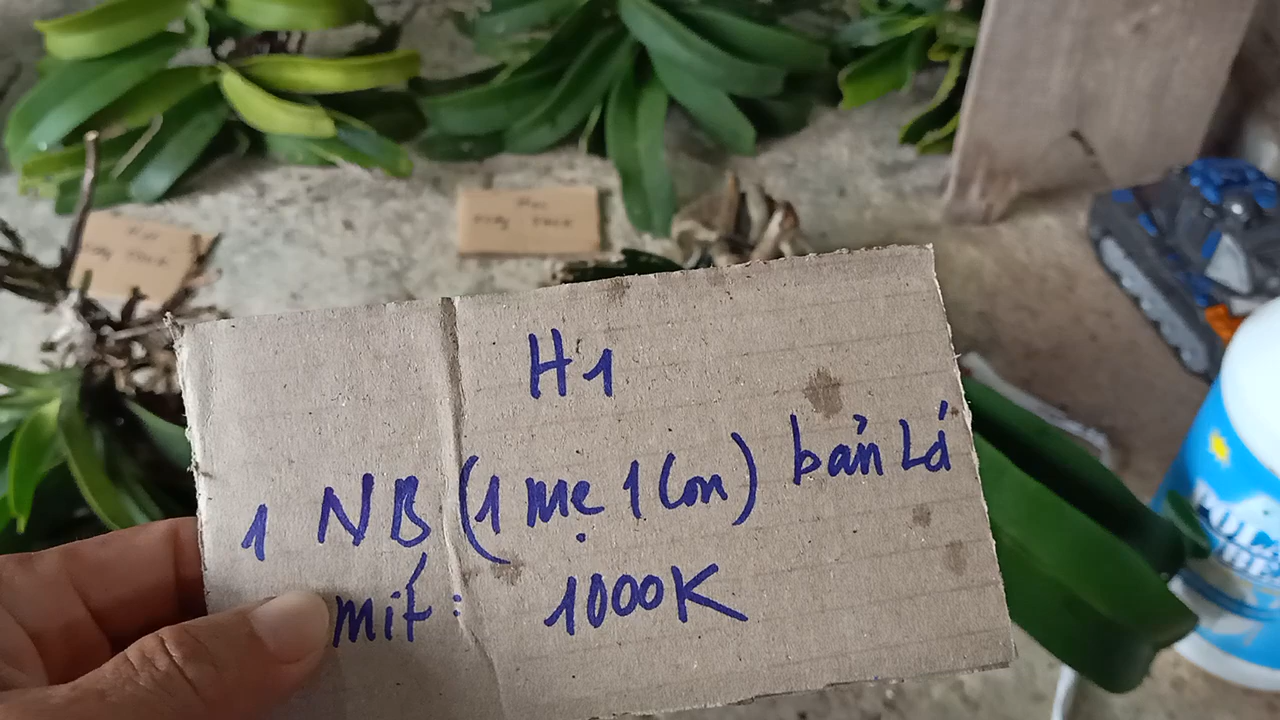 H1
1 NB (1 mẹ 1 con) bản Lá
mít: 1000K